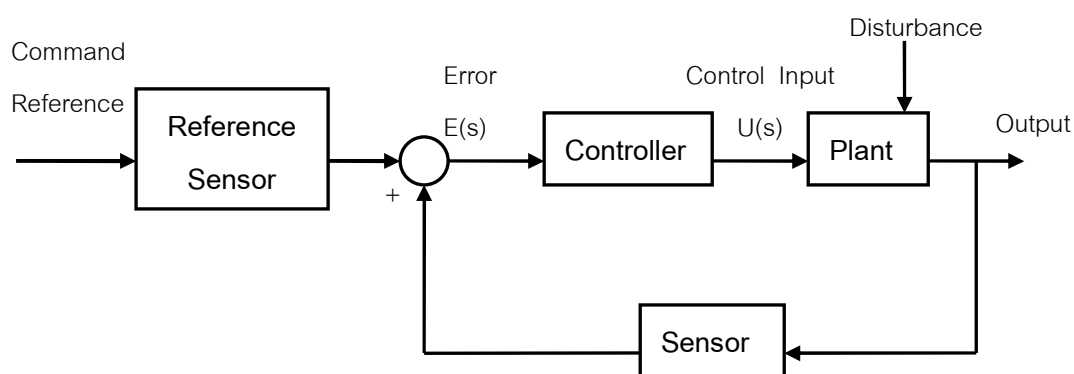 Disturbance
Command
Error
Control Input
Reference
Output
Reference
Sensor
E(s)
U(s)
Controller
Plant
+
Sensor